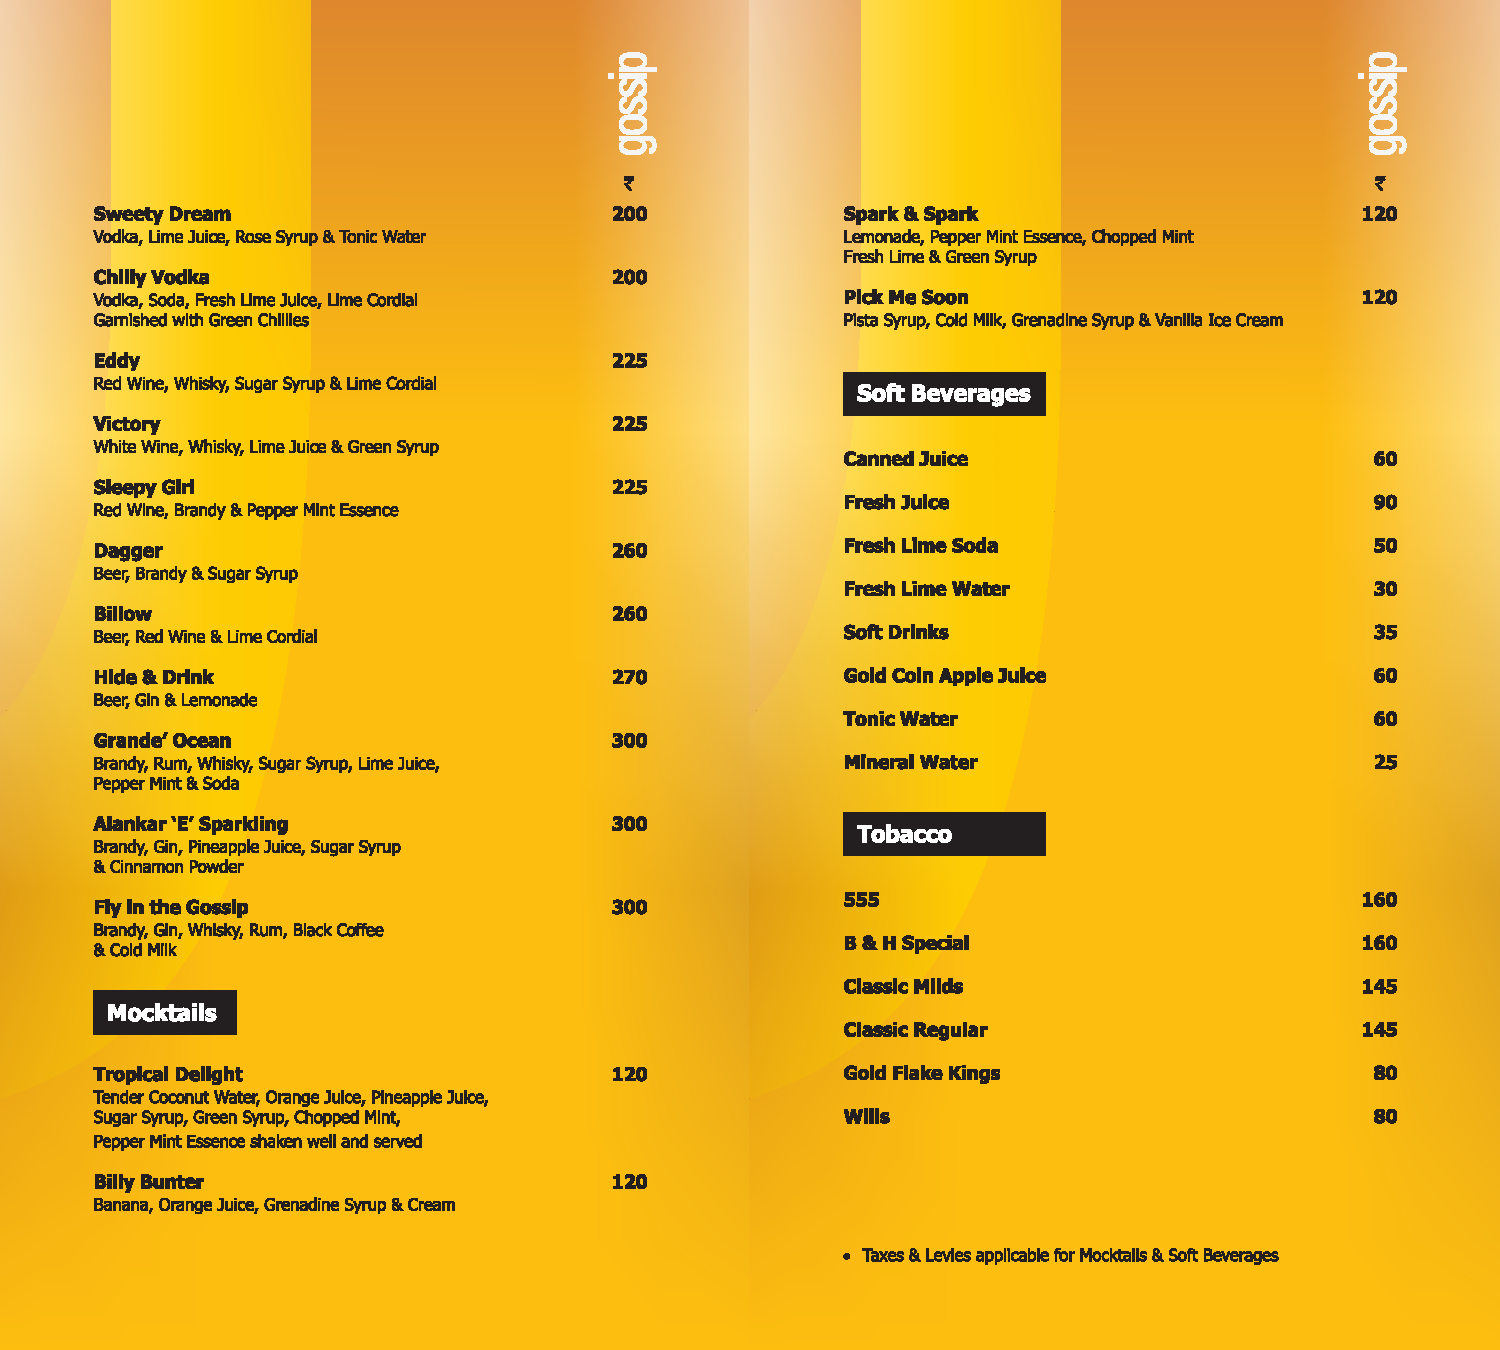 gossip
₹
Sweety Dream 200
Vodka, Lime Juice, Rose Syrup & Tonic Water
Chilly Vodka 200
Vodka, Soda, Fresh Lime Juice, Lime Cordial
Garnished with Green Chillies
Eddy 225
Red Wine, Whisky, Sugar Syrup & Lime Cordial
Victory 225
White Wine, Whisky, Lime Juice & Green Syrup
Sleepy Girl 225
Red Wine, Brandy & Pepper Mint Essence
Dagger 260
Beer, Brandy & Sugar Syrup
Billow 260
Beer, Red Wine & Lime Cordial
Hide & Drink 270
Beer, Gin & Lemonade
Grande’ Ocean 300
Brandy, Rum, Whisky, Sugar Syrup, Lime Juice,
Pepper Mint & Soda
Alankar ‘E’ Sparkling 300
Brandy, Gin, Pineapple Juice, Sugar Syrup
& Cinnamon Powder
Fly in the Gossip 300
Brandy, Gin, Whisky, Rum, Black Coffee
& Cold Milk
Mocktails
Tropical Delight 120
Tender Coconut Water, Orange Juice, Pineapple Juice,
Sugar Syrup, Green Syrup, Chopped Mint,
Pepper Mint Essence shaken well and served
Billy Bunter 120
Banana, Orange Juice, Grenadine Syrup & Cream
gossip
₹
Spark & Spark 120
Lemonade, Pepper Mint Essence, Chopped Mint
Fresh Lime & Green Syrup
Pick Me Soon 120
Pista Syrup, Cold Milk, Grenadine Syrup & Vanilla Ice Cream
Soft Beverages
Canned Juice 60
Fresh Juice 90
Fresh Lime Soda 50
Fresh Lime Water 30
Soft Drinks 35
Gold Coin Apple Juice 60
Tonic Water 60
Mineral Water 25
Tobacco
555 160
B & H Special 160
Classic Milds 145
Classic Regular 145
Gold Flake Kings 80
Wills 80
• Taxes & Levies applicable for Mocktails & Soft Beverages